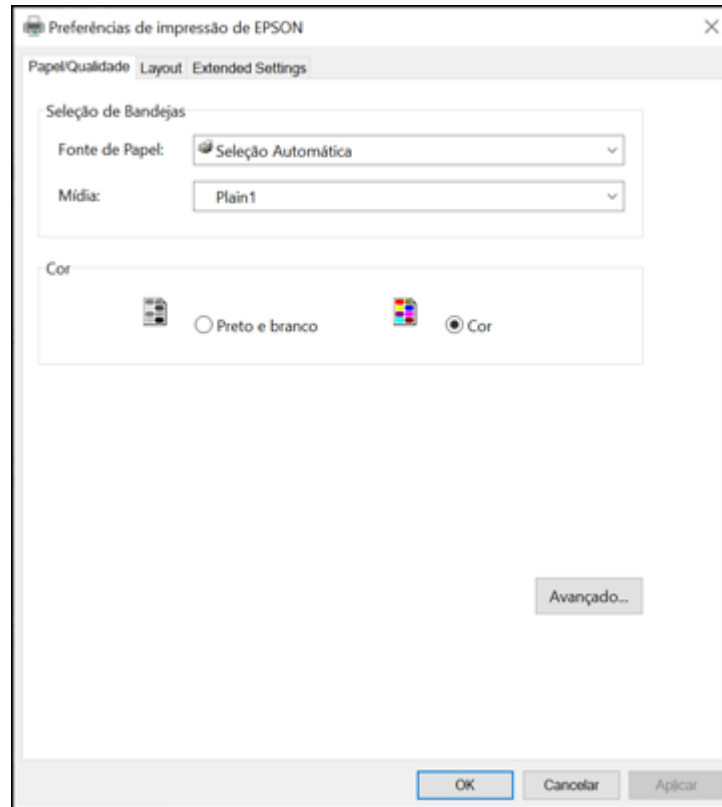 Preferências de impressão de EPSON
Papel/Qualidade Layout Extended Settings
Seleção de Bandejas
Fonte de Papel: Seleção Automática
Mídia: Plain1
Cor
Preto e branco Cor
Avançado...
OK Cancelar Aplicar